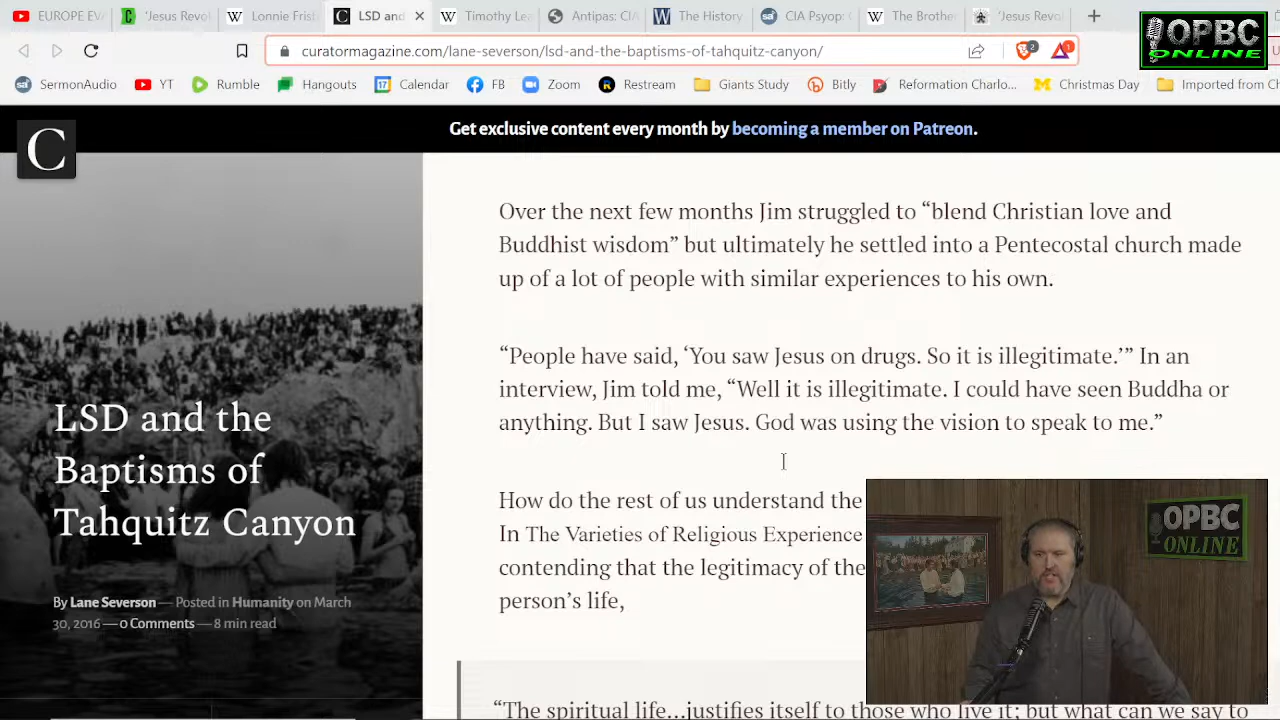 EUROPE EV
'Jesus Revol
Lonnie Frist
LSD and
Timothy Lea
Antipas: CIA
The History
CIA Psyop:
The Brothe
'Jesus Revo
OPBC
ONLINE
curatormagazine.com/lane-severson/lsd-and-the-baptisms-of-tahquitz-canyon/
2
1
SermonAudio
YT
Rumble
Hangouts
17
Calendar
FB
Zoom
Restream
Giants Study
Bitly
Reformation Charlo...
Christmas Day
Imported from C
C
Get exclusive content every month by becoming a member on Patreon.
Over the next few months Jim struggled to “blend Christian love and
Buddhist wisdom” but ultimately he settled into a Pentecostal church made
up of a lot of people with similar experiences to his own.
“People have said, ‘You saw Jesus on drugs. So it is illegitimate.’” In an
interview, Jim told me, “Well it is illegitimate. I could have seen Buddha or
anything. But I saw Jesus. God was using the vision to speak to me.”
How do the rest of us understand the
In The Varieties of Religious Experience
contending that the legitimacy of the
person’s life,
“The spiritual life...justifies itself to those who live it; but what can we say to
LSD and the
Baptisms of
Tahquitz Canyon
By Lane Severson — Posted in Humanity on March
30, 2016 — 0 Comments — 8 min read
OPBC
ONLINE